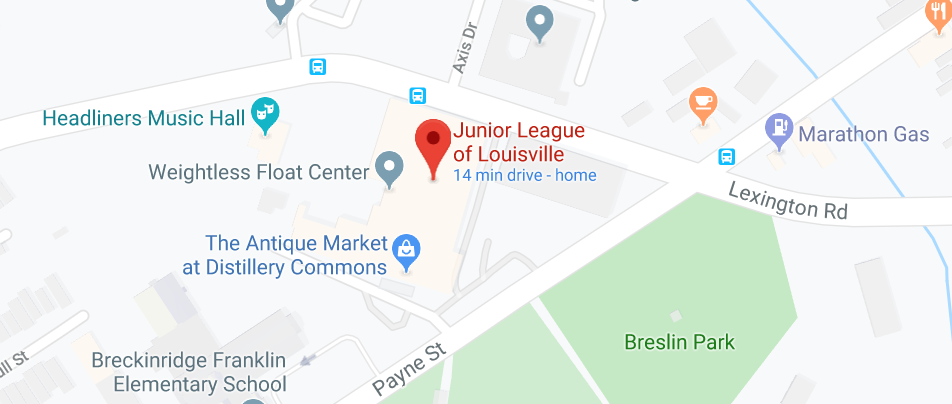 Axis Dr
Headliners Music Hall
Junior League
of Louisville
14 min drive - home
Marathon Gas
Weightless Float Center
Lexington Rd
The Antique Market
at Distillery Commons
Breslin Park
Payne St
Breckinridge Franklin
Elementary School
St